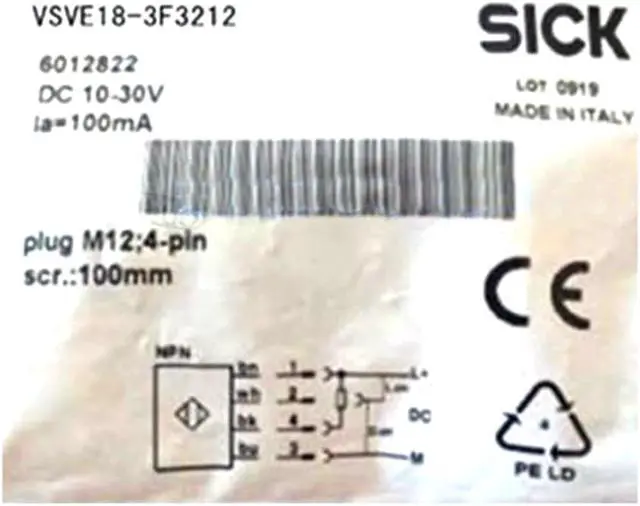 VSVE18-3F3212
SICK
6012822
LOT 0919
DC 10-30V
MADE IN ITALY
Ia=100mA
plug M12;4-pin
scr.:100mm
CE
NPN
bn 1 L+
wh 2
bk 4 DC
bu 3 M
4
PE LD